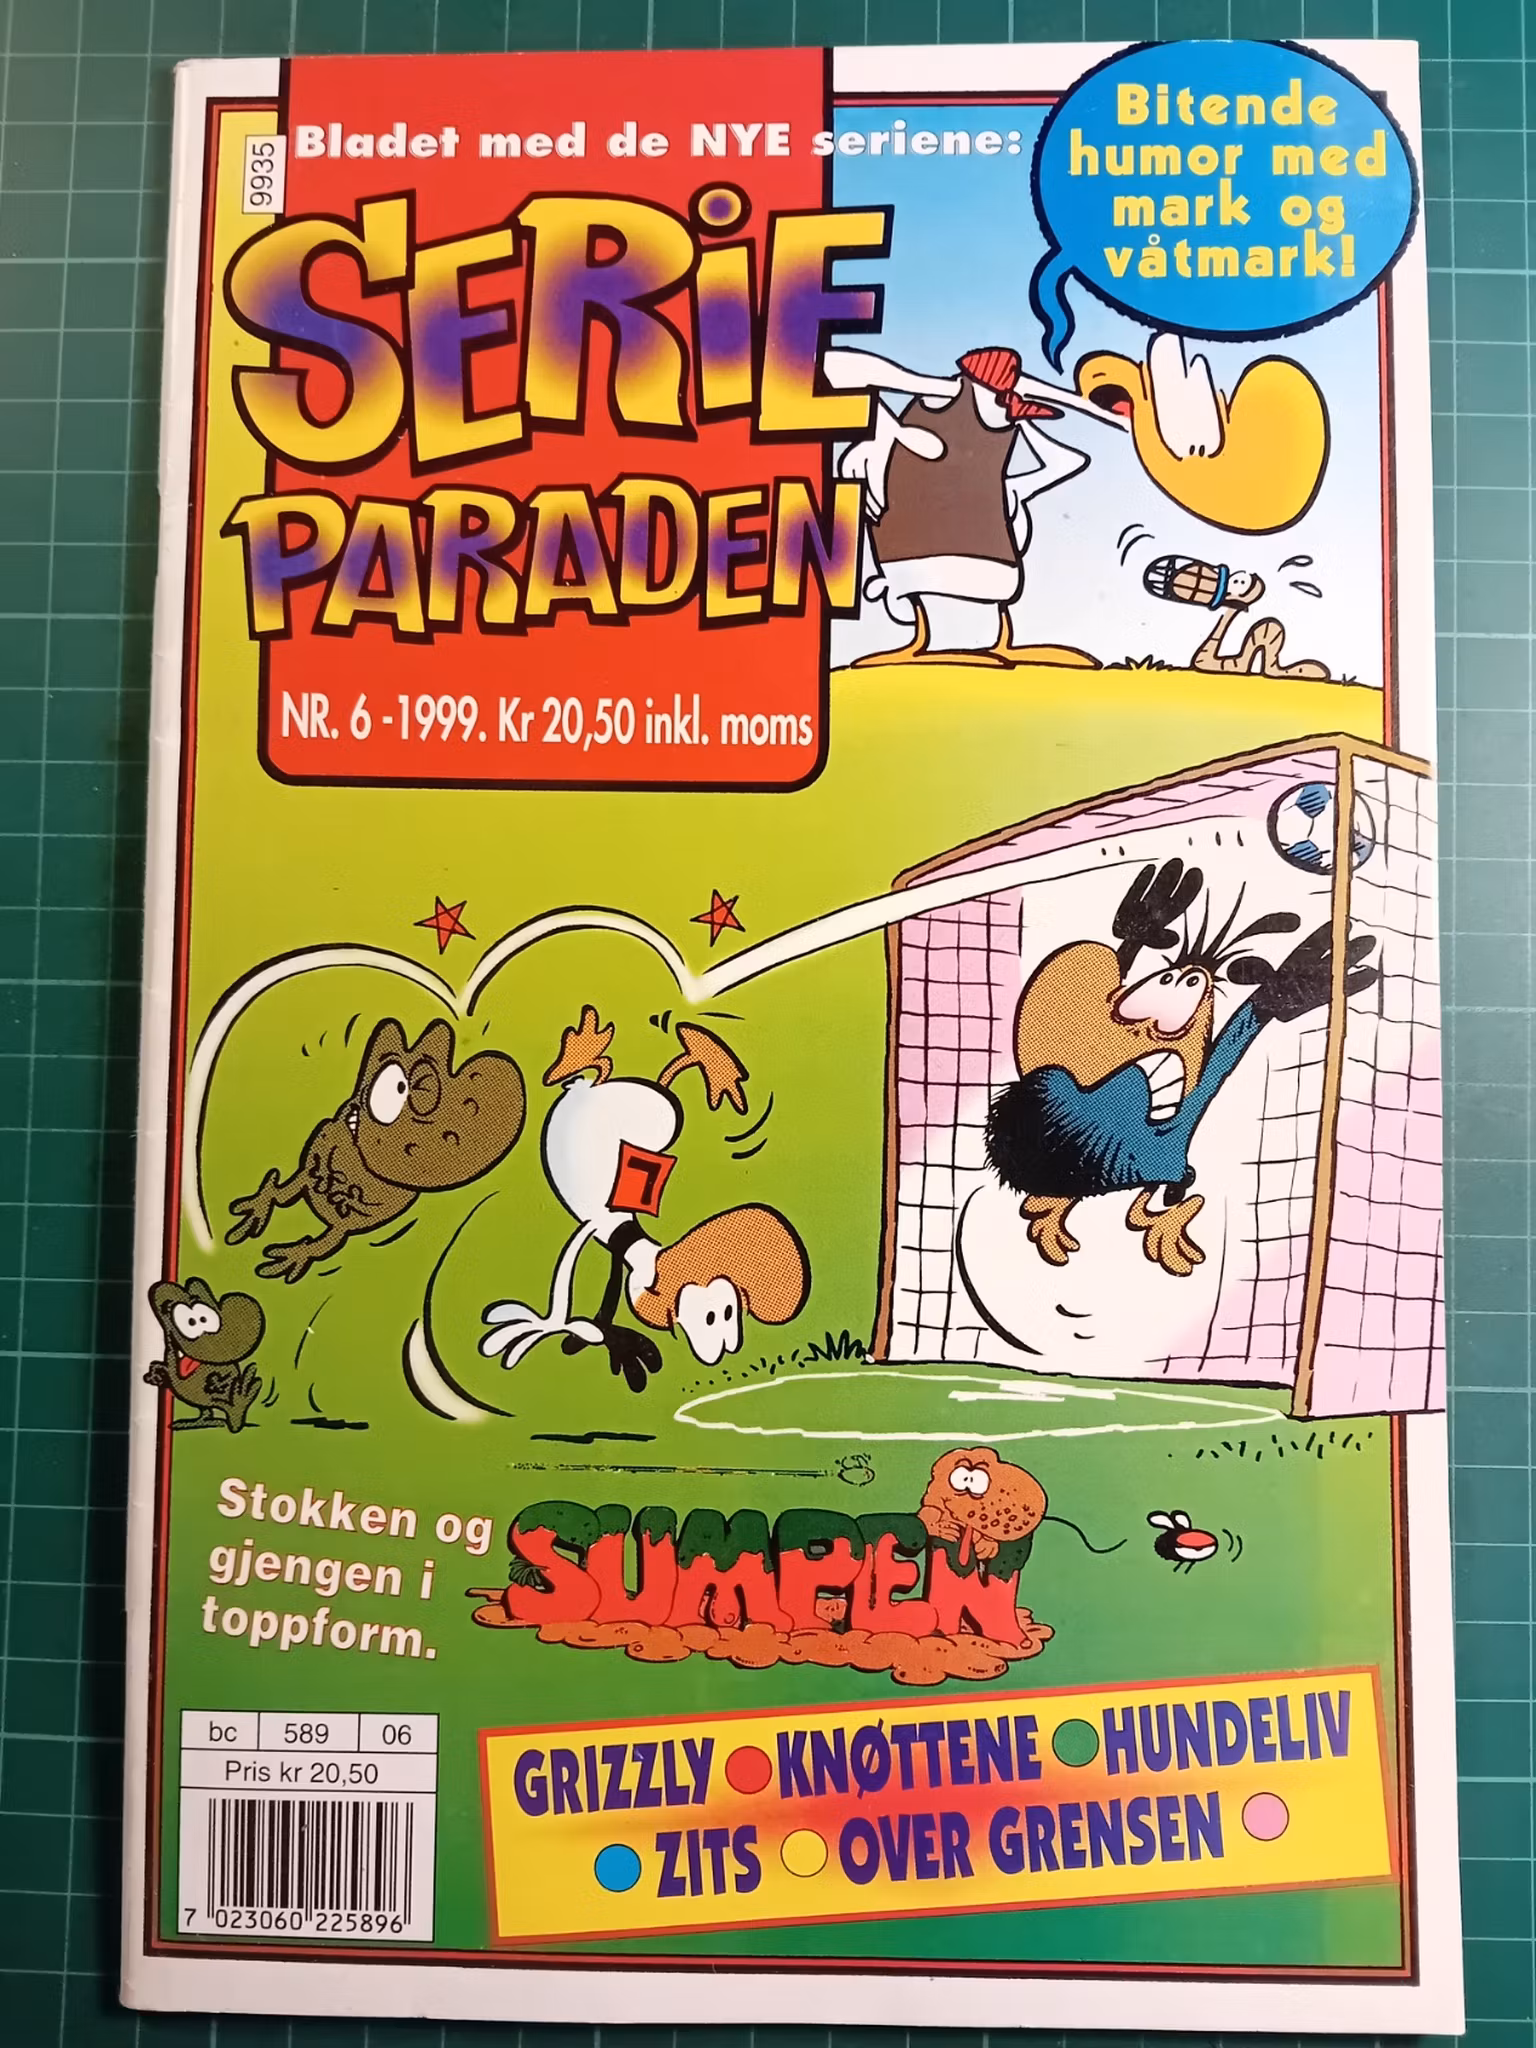 Bladet med de NYE seriene:
9935
SERIE
PARADEN
NR. 6 -1999. Kr 20,50 inkl. moms
Bitende
humor med
mark og
våtmark!
7
Stokken og
gjengen i
toppform.
SUMPEN
bc 589 06
Pris kr 20,50
7 023060 225896
GRIZZLY KNØTTENE HUNDELIV
ZITS OVER GRENSEN